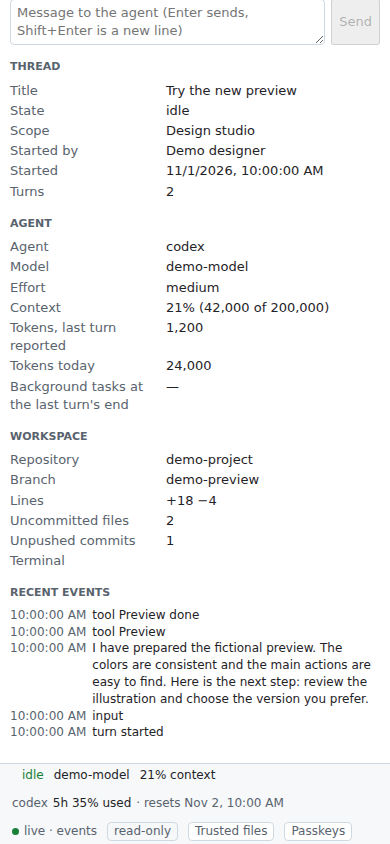 Message to the agent (Enter sends,
Shift+Enter is a new line)
Send
THREAD
Title Try the new preview
State idle
Scope Design studio
Started by Demo designer
Started 11/1/2026, 10:00:00 AM
Turns 2
AGENT
Agent codex
Model demo-model
Effort medium
Context 21% (42,000 of 200,000)
Tokens, last turn reported 1,200
Tokens today 24,000
Background tasks at the last turn's end —
WORKSPACE
Repository demo-project
Branch demo-preview
Lines +18 −4
Uncommitted files 2
Unpushed commits 1
Terminal
RECENT EVENTS
10:00:00 AM tool Preview done
10:00:00 AM tool Preview
10:00:00 AM I have prepared the fictional preview. The
colors are consistent and the main actions are
easy to find. Here is the next step: review the
illustration and choose the version you prefer.
10:00:00 AM input
10:00:00 AM turn started
idle demo-model 21% context
codex 5h 35% used · resets Nov 2, 10:00 AM
live · events read-only Trusted files Passkeys